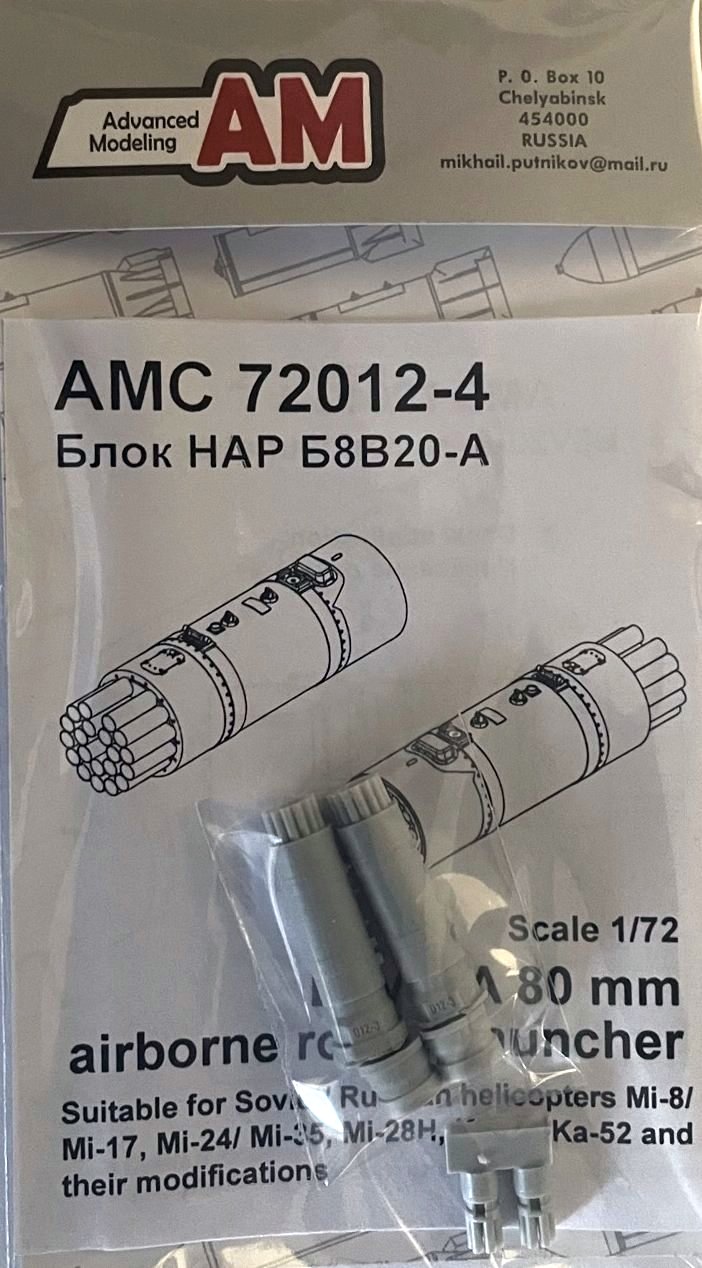 Advanced
Modeling
AM
P. O. Box 10
Chelyabinsk
454000
RUSSIA
mikhail.putnikov@mail.ru
AMC 72012-4
Блок НАР Б8В20-А
Scale 1/72
80 mm
airborne
Suitable for helicopters Mi-8/
Mi-17, Mi-24/ Mi-35, Mi-28H, Ka-52 and
their modifications